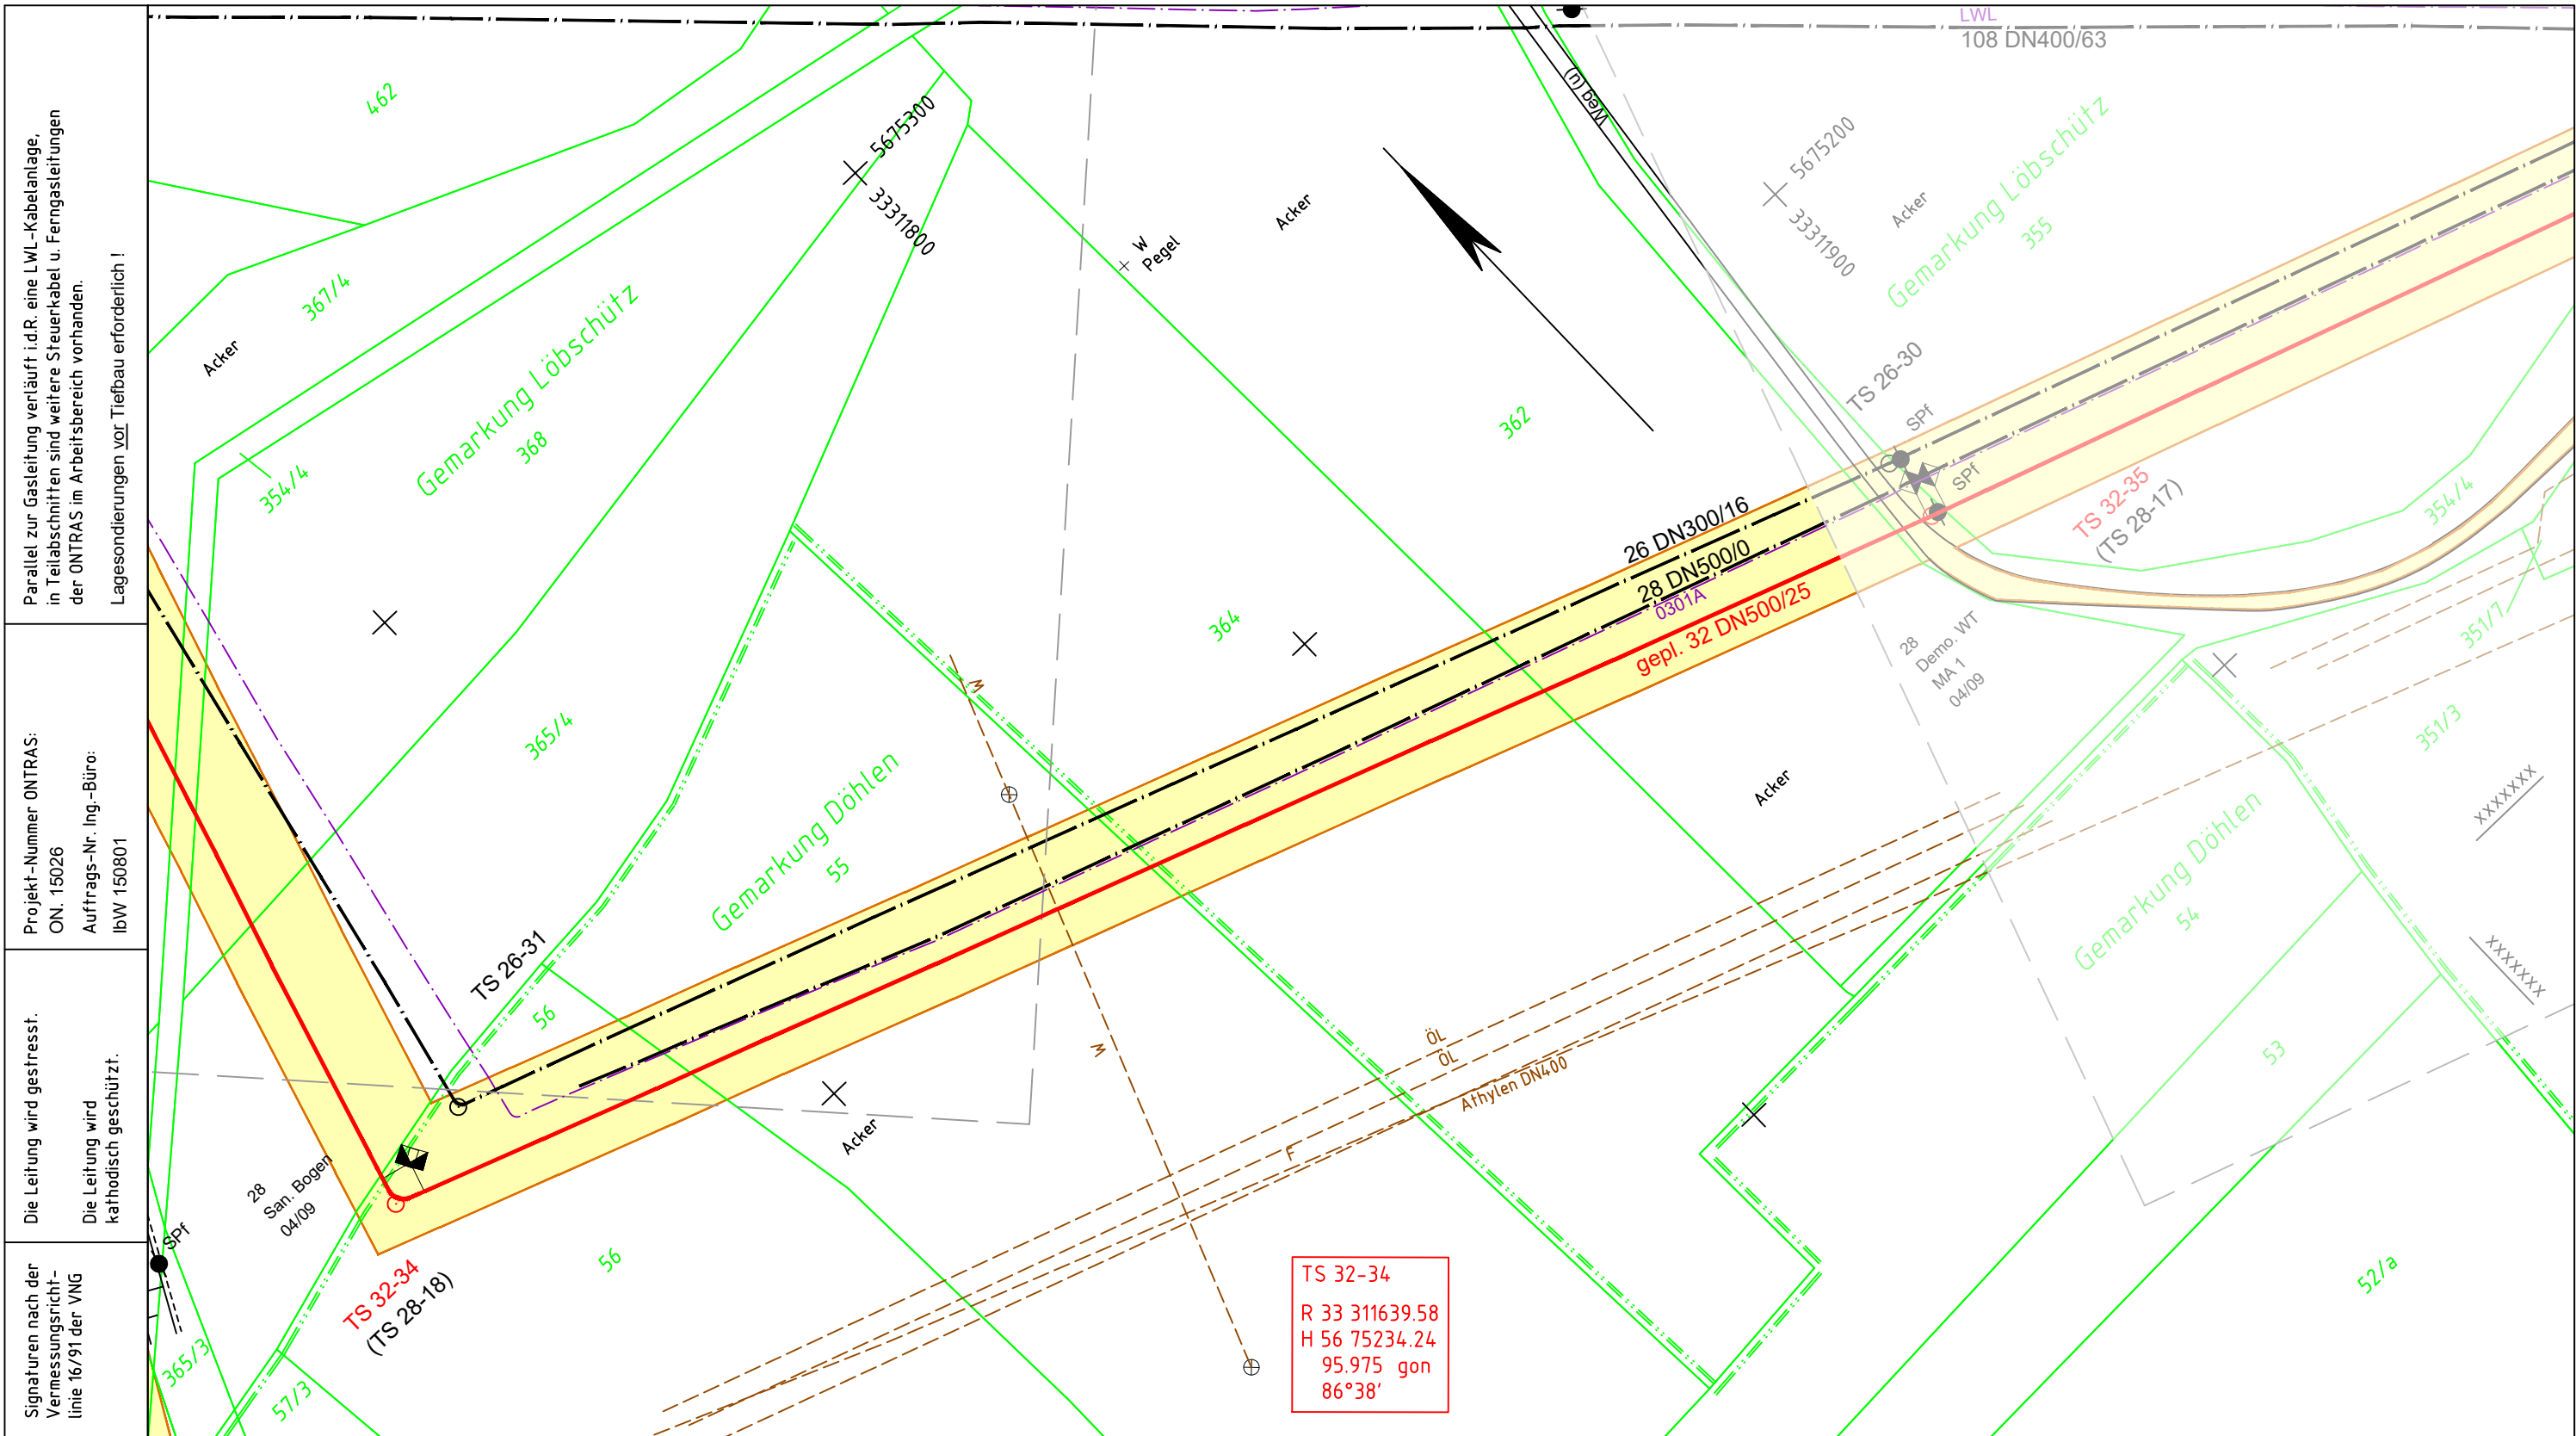 Parallel zur Gasleitung verläuft i.d.R. eine LWL-Kabelanlage,
in Teilabschnitten sind weitere Steuerkabel u. Ferngasleitungen
der ONTRAS im Arbeitsbereich vorhanden.
Lagesondierungen vor Tiefbau erforderlich !
Projekt-Nummer ONTRAS:
ON. 15026
Auftrags-Nr. Ing.-Büro:
IbW 150801
Die Leitung wird gestresst.
Die Leitung wird
kathodisch geschützt.
Signaturen nach der
Vermessungsricht-
linie 16/91 der VNG
462
367/4
Acker
354/4
Gemarkung Löbschütz
368
5675300
33311800
W
Pegel
Acker
Weg (u)
LWL
108 DN400/63
5675200
33311900
Acker
Gemarkung Löbschütz
355
362
364
365/4
TS 26-30
SPf
SPf
TS 32-35
(TS 28-17)
354/4
351/7
351/3
26 DN300/16
28 DN500/0
0301A
gepl. 32 DN500/25
28
Demo. WT
MA 1
04/09
M
Gemarkung Döhlen
55
Acker
xxxxxxx
xxxxxxx
Gemarkung Döhlen
54
53
52/a
TS 26-31
56
M
ÖL
ÖL
Athylen DN400
F
Acker
28
San. Bogen
04/09
SPf
TS 32-34
(TS 28-18)
56
365/3
57/3
TS 32-34
R 33 311639.58
H 56 75234.24
95.975 gon
86°38'